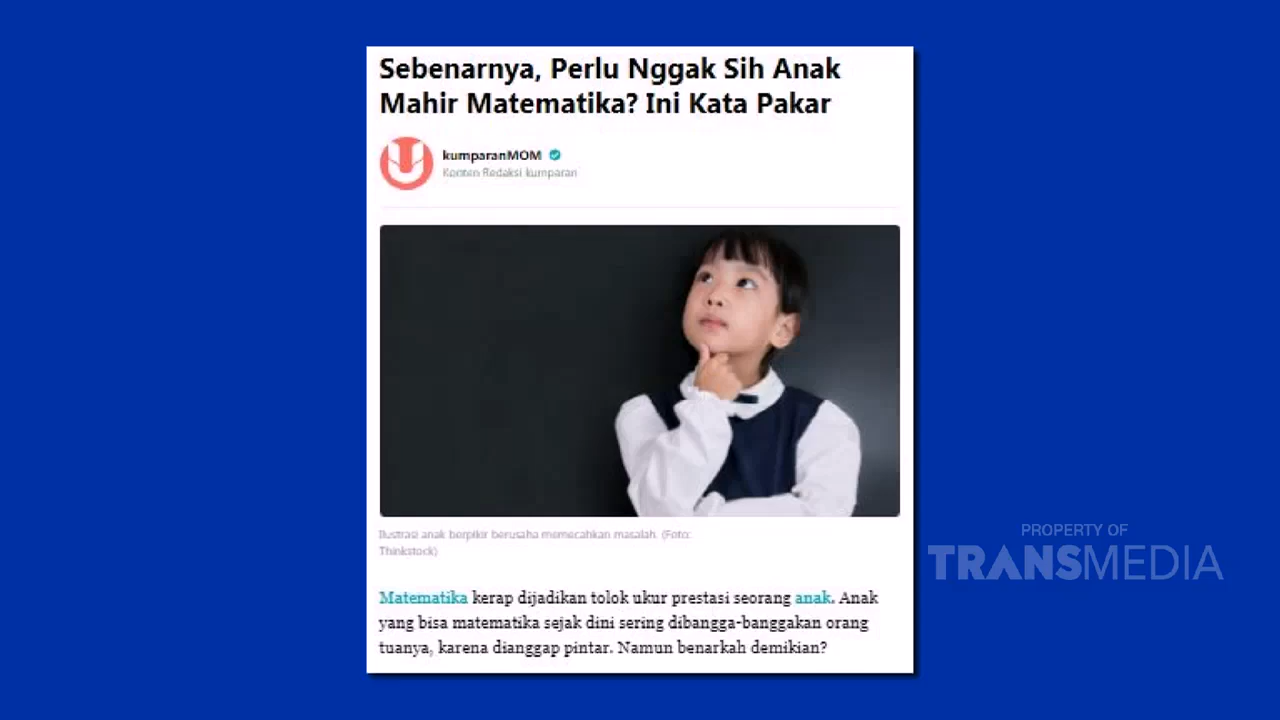 Sebenarnya, Perlu Nggak Sih Anak
Mahir Matematika? Ini Kata Pakar
kumparanMOM
Konten Redaksi kumparan
Ilustrasi anak berpikir berusaha memecahkan masalah. (Foto:
Thinkstock)
PROPERTY OF
TRANSMEDIA
Matematika kerap dijadikan tolok ukur prestasi seorang anak. Anak
yang bisa matematika sejak dini sering dibangga-banggakan orang
tuanya, karena dianggap pintar. Namun benarkah demikian?